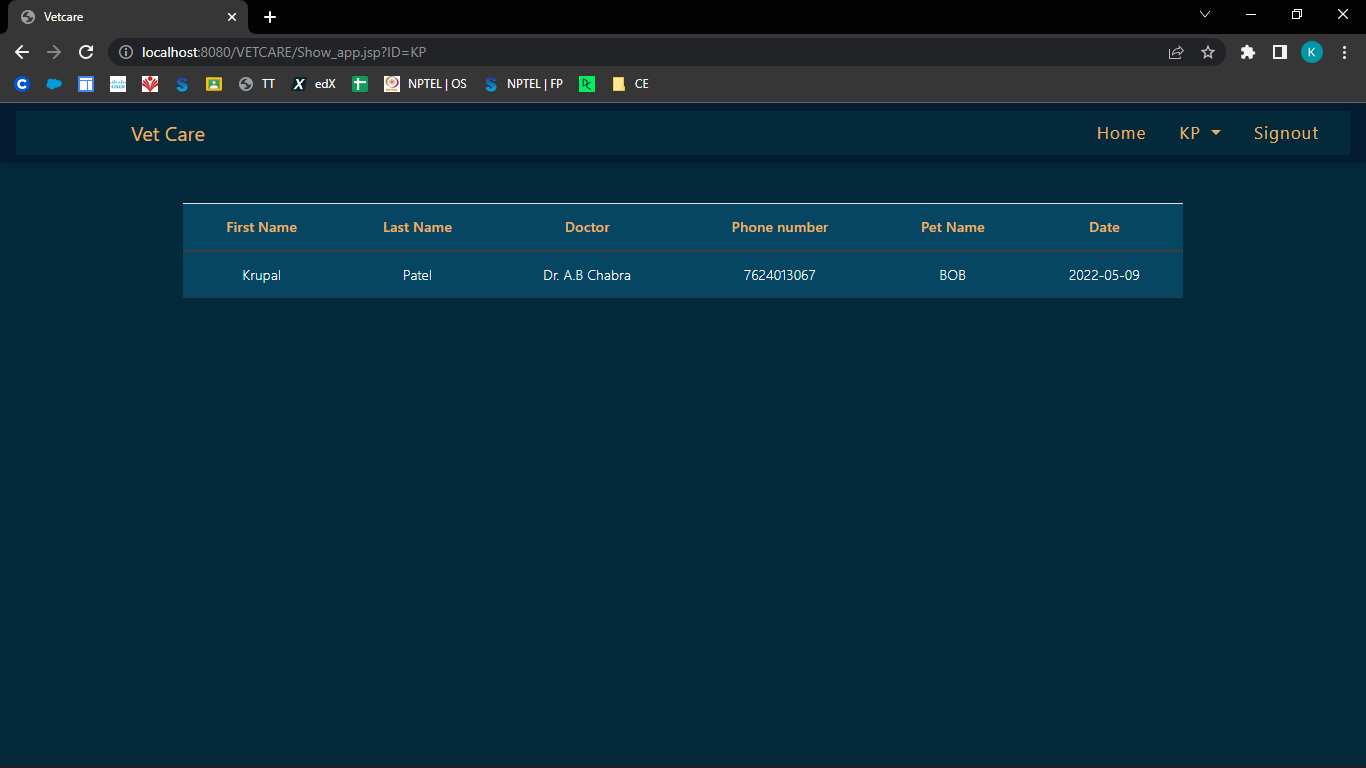 Vetcare
localhost:8080/VETCARE/Show_app.jsp?ID=KP
K
TT edX NPTEL | OS NPTEL | FP CE
Vet Care Home KP Signout
First Name Last Name Doctor Phone number Pet Name Date
Krupal Patel Dr. A.B Chabra 7624013067 BOB 2022-05-09